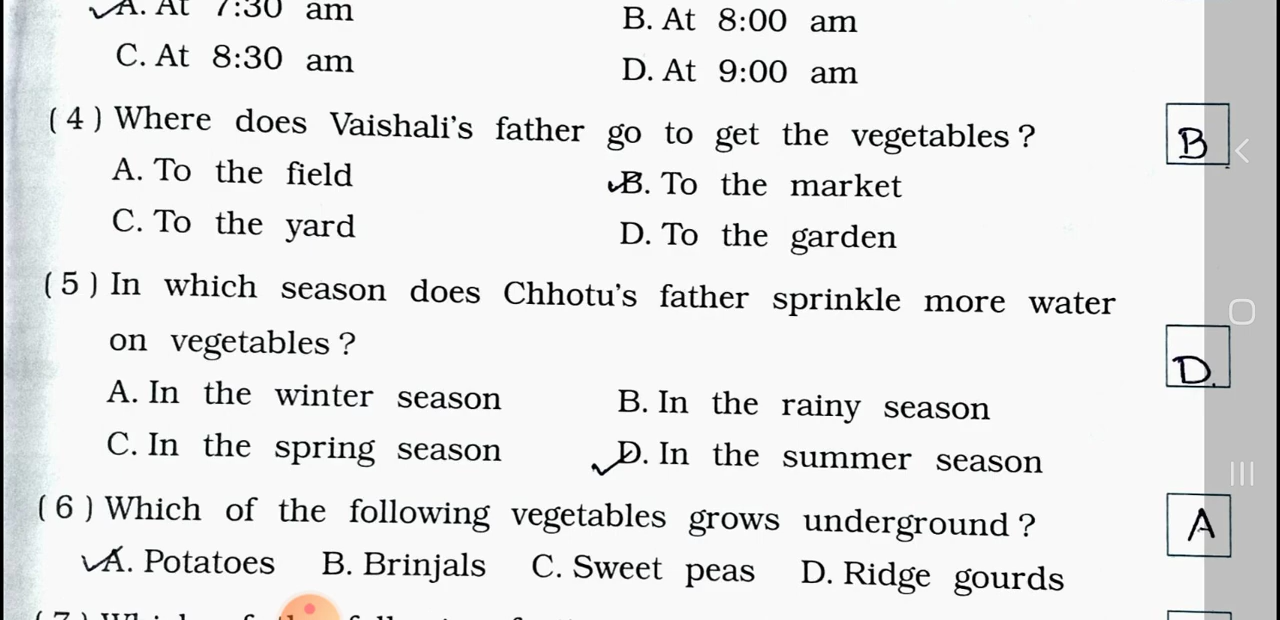 A. At 7:30 am B. At 8:00 am
C. At 8:30 am D. At 9:00 am
(4) Where does Vaishali's father go to get the vegetables? B
A. To the field B. To the market
C. To the yard D. To the garden
(5) In which season does Chhotu's father sprinkle more water
on vegetables? D.
A. In the winter season B. In the rainy season
C. In the spring season D. In the summer season
(6) Which of the following vegetables grows underground? A
A. Potatoes B. Brinjals C. Sweet peas D. Ridge gourds